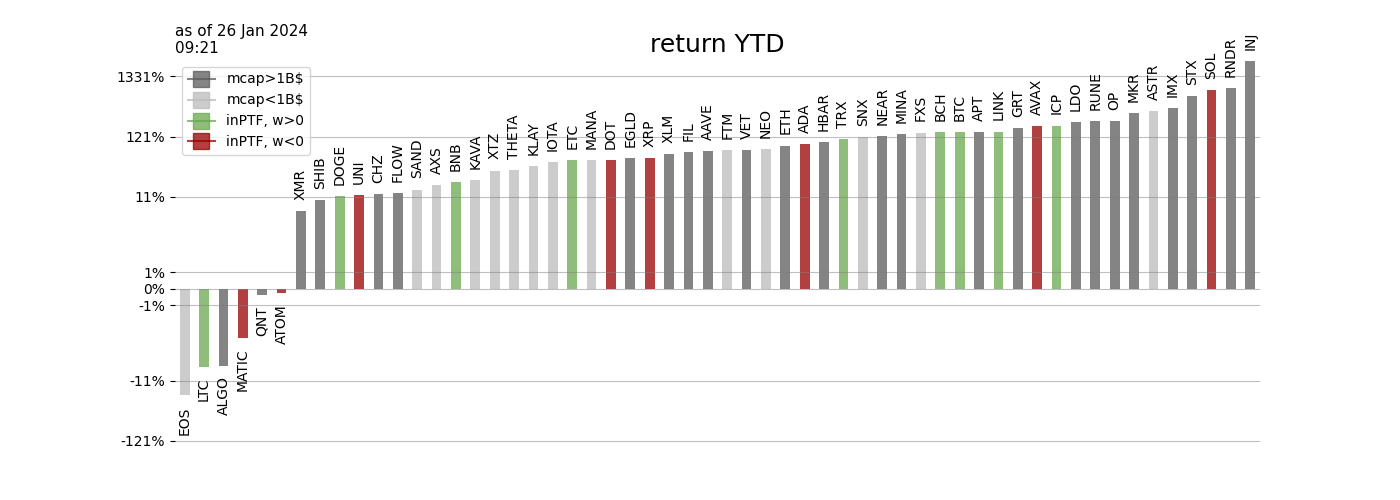 as of 26 Jan 2024
09:21
return YTD
mcap>1B$
mcap<1B$
inPTF, w>0
inPTF, w<0
1331%
121%
11%
1%
0%
-1%
-11%
-121%
EOS
LTC
ALGO
MATIC
QNT
ATOM
XMR
SHIB
DOGE
UNI
CHZ
FLOW
SAND
AXS
BNB
KAVA
XTZ
THETA
KLAY
IOTA
ETC
MANA
DOT
EGLD
XRP
XLM
FIL
AAVE
FTM
VET
NEO
ETH
ADA
HBAR
TRX
SNX
NEAR
MINA
FXS
BCH
BTC
APT
LINK
GRT
AVAX
ICP
LDO
RUNE
OP
MKR
ASTR
IMX
STX
SOL
RNDR
INJ